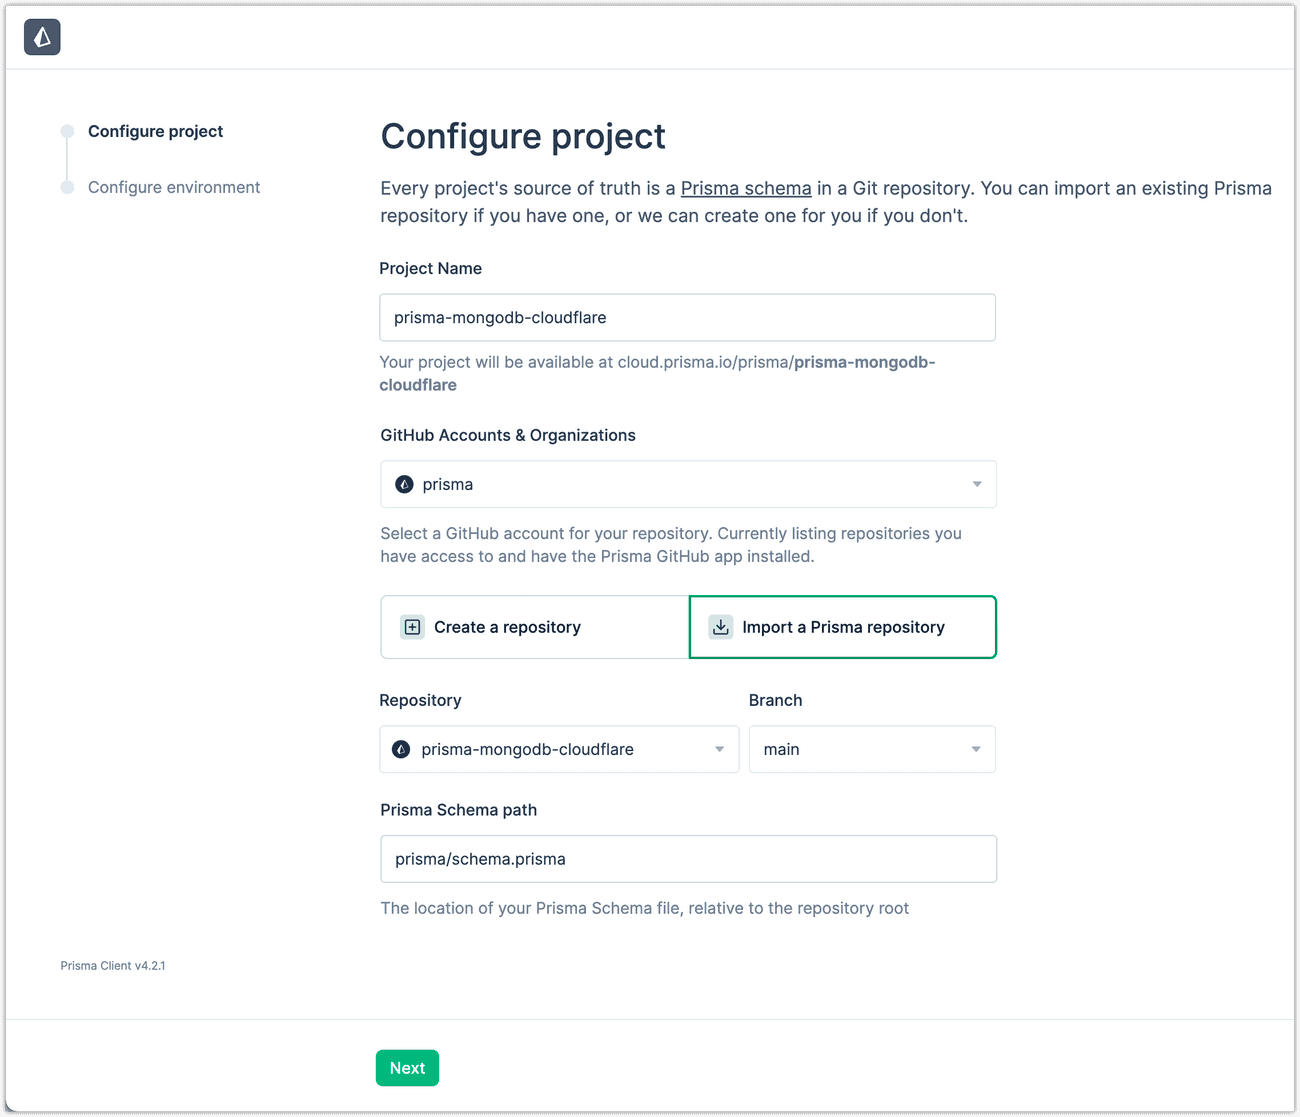 Configure project
Configure environment
Configure project
Every project's source of truth is a Prisma schema in a Git repository. You can import an existing Prisma
repository if you have one, or we can create one for you if you don't.
Project Name
prisma-mongodb-cloudflare
Your project will be available at cloud.prisma.io/prisma/prisma-mongodb-
cloudflare
GitHub Accounts & Organizations
prisma
Select a GitHub account for your repository. Currently listing repositories you
have access to and have the Prisma GitHub app installed.
Create a repository
Import a Prisma repository
Repository
Branch
prisma-mongodb-cloudflare
main
Prisma Schema path
prisma/schema.prisma
The location of your Prisma Schema file, relative to the repository root
Prisma Client v4.2.1
Next